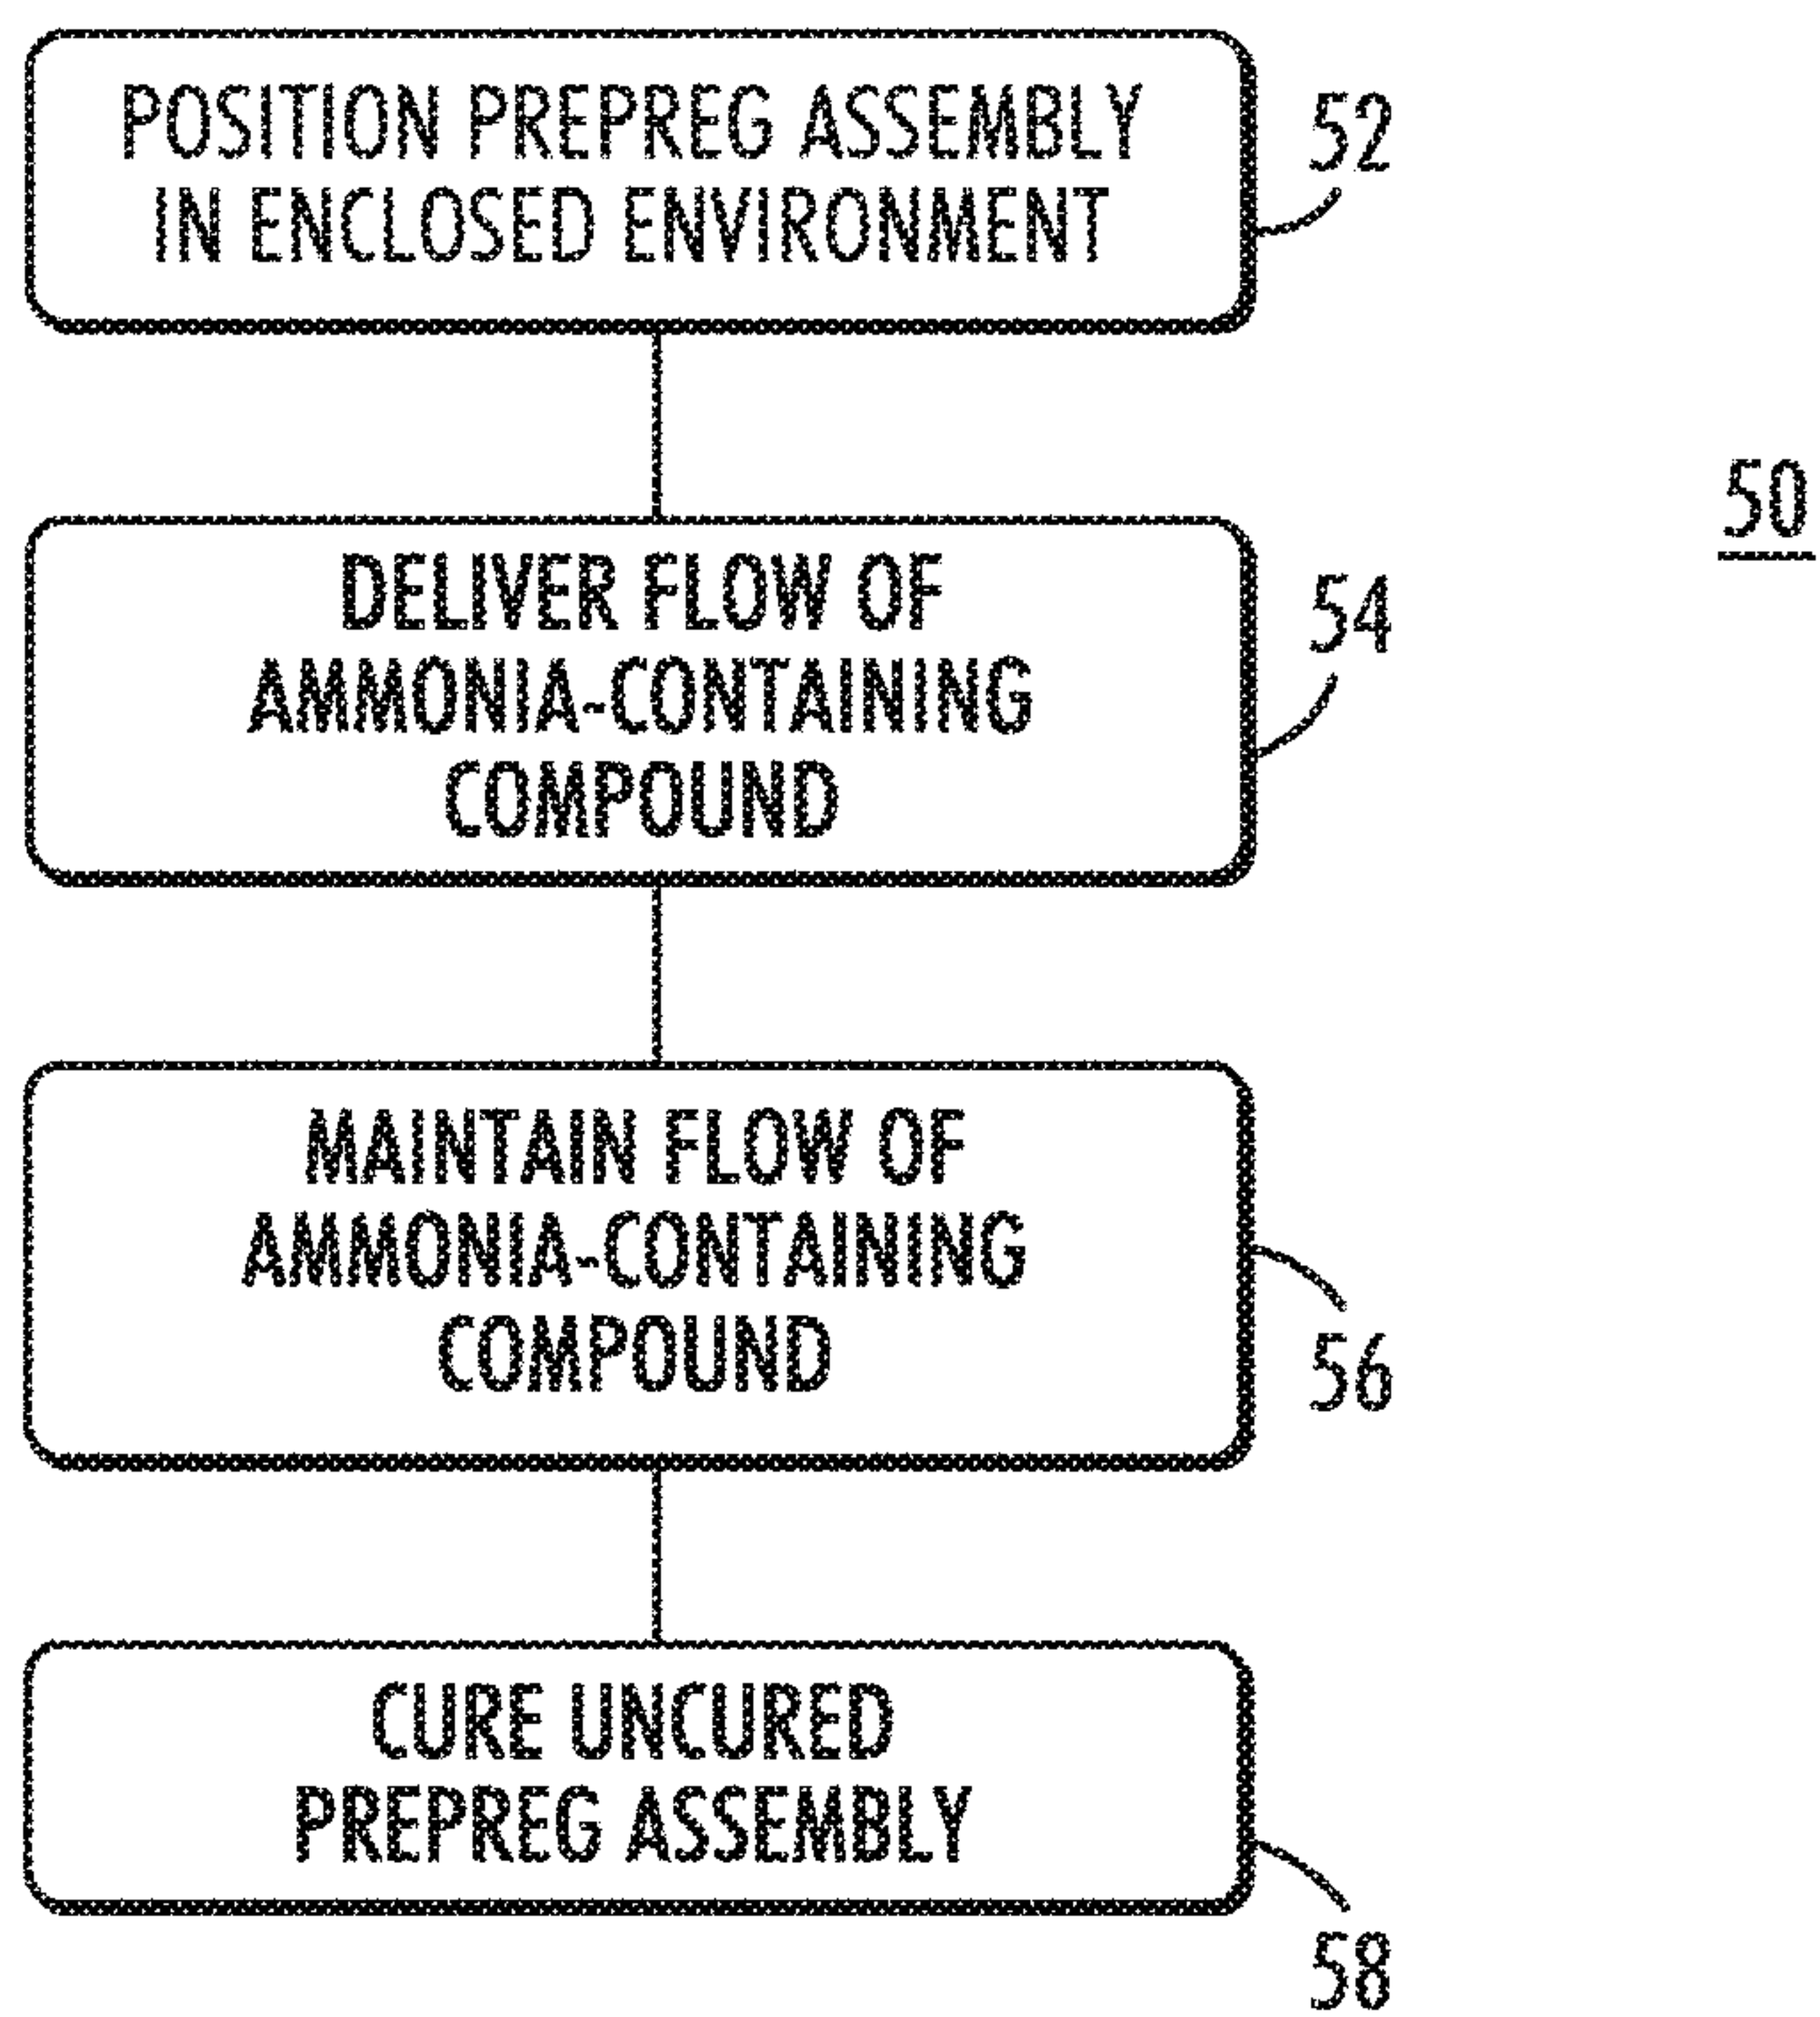 POSITION PREPREG ASSEMBLY
IN ENCLOSED ENVIRONMENT
52
50
DELIVER FLOW OF
AMMONIA-CONTAINING
COMPOUND
54
MAINTAIN FLOW OF
AMMONIA-CONTAINING
COMPOUND
56
CURE UNCURED
PREPREG ASSEMBLY
58